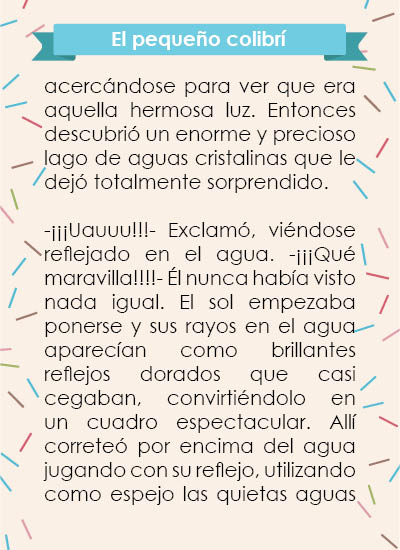 El pequeño colibrí
acercándose para ver que era
aquella hermosa luz. Entonces
descubrió un enorme y precioso
lago de aguas cristalinas que le
dejó totalmente sorprendido.
-¡¡¡Uauuu!!!- Exclamó, viéndose
reflejado en el agua. -¡¡¡Qué
maravilla!!!!- Él nunca había visto
nada igual. El sol empezaba
ponerse y sus rayos en el agua
aparecían como brillantes
reflejos dorados que casi
cegaban, convirtiéndolo en
un cuadro espectacular. Allí
correteó por encima del agua
jugando con su reflejo, utilizando
como espejo las quietas aguas